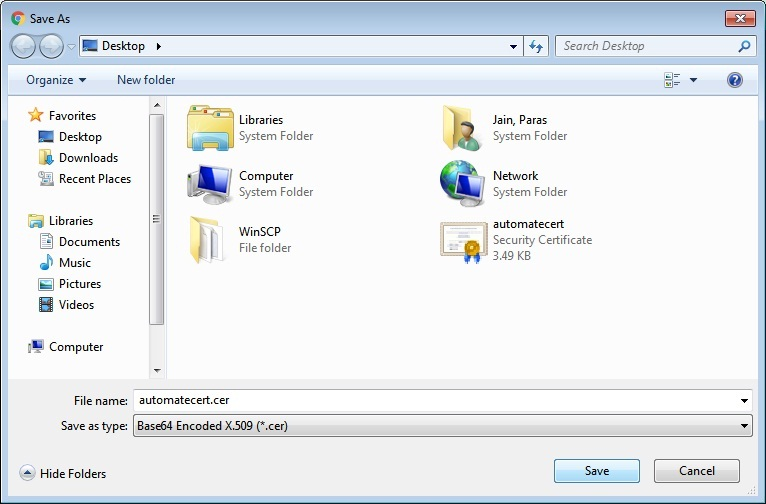 Save As
Desktop
Search Desktop
Organize
New folder
Favorites
Desktop
Downloads
Recent Places
Libraries
Documents
Music
Pictures
Videos
Computer
Libraries
System Folder
Jain, Paras
System Folder
Computer
System Folder
Network
System Folder
WinSCP
File folder
automatecert
Security Certificate
3.49 KB
File name: automatecert.cer
Save as type: Base64 Encoded X.509 (*.cer)
Hide Folders
Save
Cancel